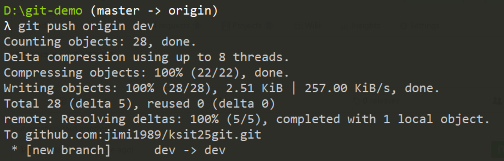 D:\git-demo (master -> origin)
λ git push origin dev
Counting objects: 28, done.
Delta compression using up to 8 threads.
Compressing objects: 100% (22/22), done.
Writing objects: 100% (28/28), 2.51 KiB | 257.00 KiB/s, done.
Total 28 (delta 5), reused 0 (delta 0)
remote: Resolving deltas: 100% (5/5), completed with 1 local object.
To github.com:jimi1989/ksit25git.git
 * [new branch]      dev -> dev